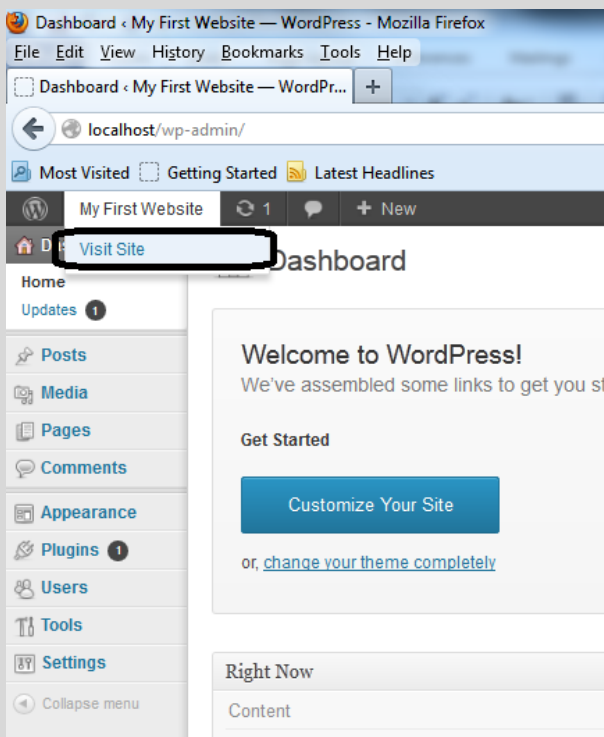 Dashboard ‹ My First Website — WordPress - Mozilla Firefox
File Edit View History Bookmarks Tools Help
Dashboard ‹ My First Website — WordPr... +
localhost/wp-admin/
Most Visited Getting Started Latest Headlines
My First Website 1 + New
Visit Site
Dashboard
Home
Updates 1
Posts
Media
Pages
Comments
Appearance
Plugins 1
Users
Tools
Settings
Collapse menu
Welcome to WordPress!
We've assembled some links to get you st
Get Started
Customize Your Site
or, change your theme completely
Right Now
Content